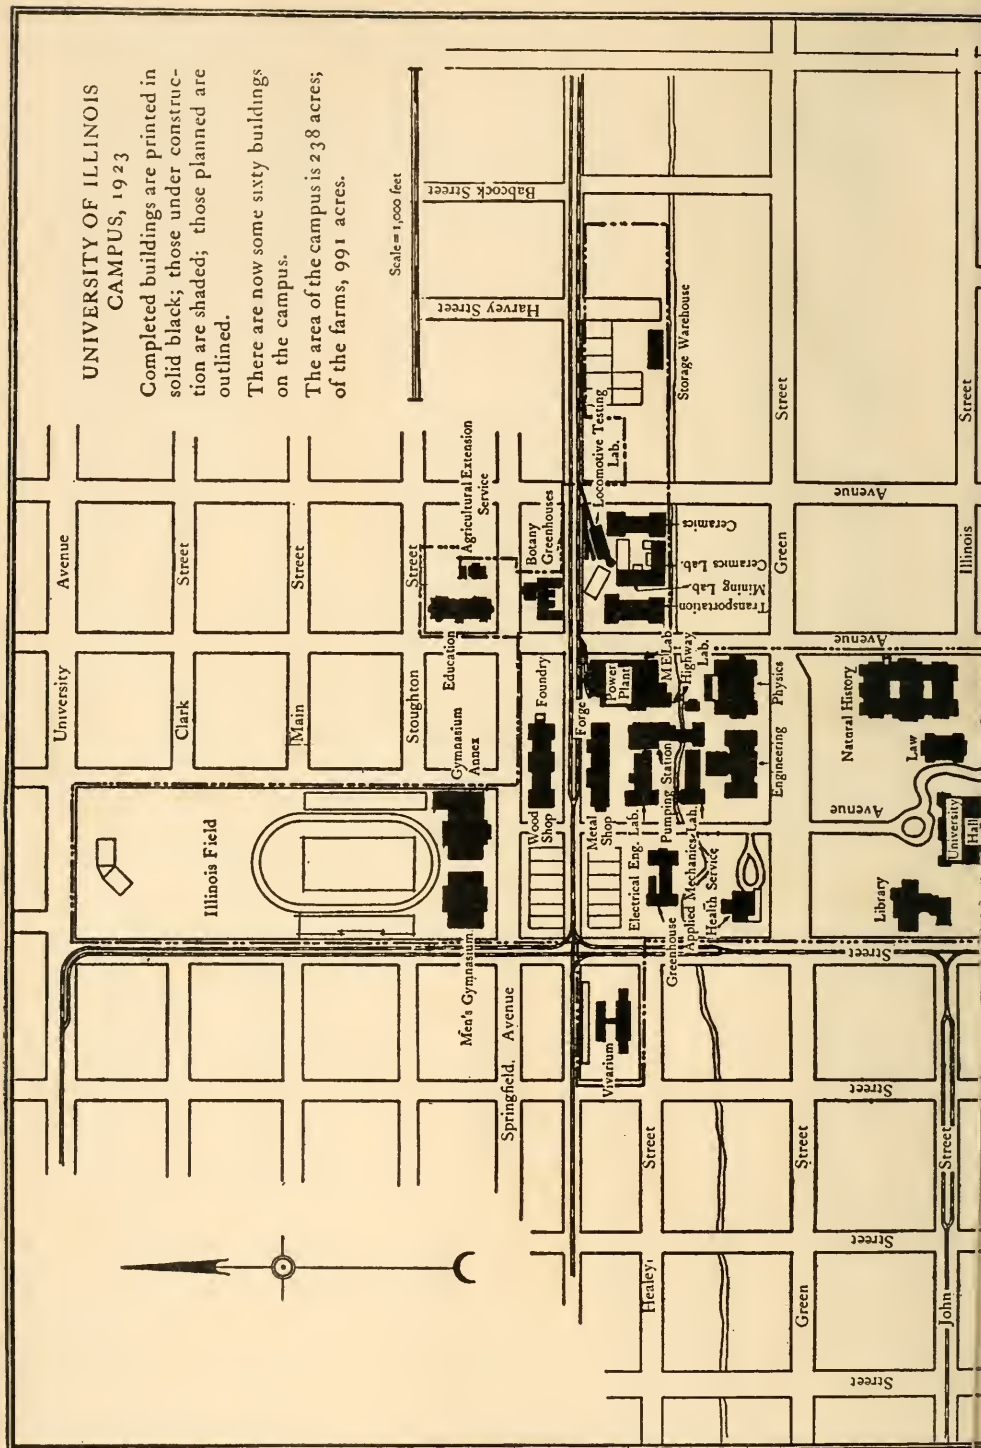 UNIVERSITY OF ILLINOIS
CAMPUS, 1923
Completed buildings are printed in
solid black; those under construc-
tion are shaded; those planned are
outlined.
There are now some sixty buildings
on the campus.
The area of the campus is 238 acres;
of the farms, 991 acres.
Scale = 1,000 feet
University
Avenue
Clark
Street
Main
Street
Stoughton
Street
Babcock Street
Harvey Street
Illinois Field
Agricultural Extension
Service
Education
Gymnasium
Annex
Men's Gymnasium
Springfield
Avenue
Botany
Greenhouses
Foundry
Wood
Shop
Forge
Metal
Shop
Power
Plant
M E Lab.
Locomotive Testing
Lab.
Storage Warehouse
Ceramics
Ceramics Lab.
Mining Lab.
Transportation
Highway
Lab.
Physics
Engineering
Pumping Station
Electrical Eng. Lab.
Applied Mechanics Lab.
Greenhouse
Health Service
Vivarium
Healey
Street
Green
Street
Green
Street
Avenue
Avenue
Avenue
Illinois
Street
Natural History
Law
University
Hall
Library
Street
Street
Street
Street
John
Street